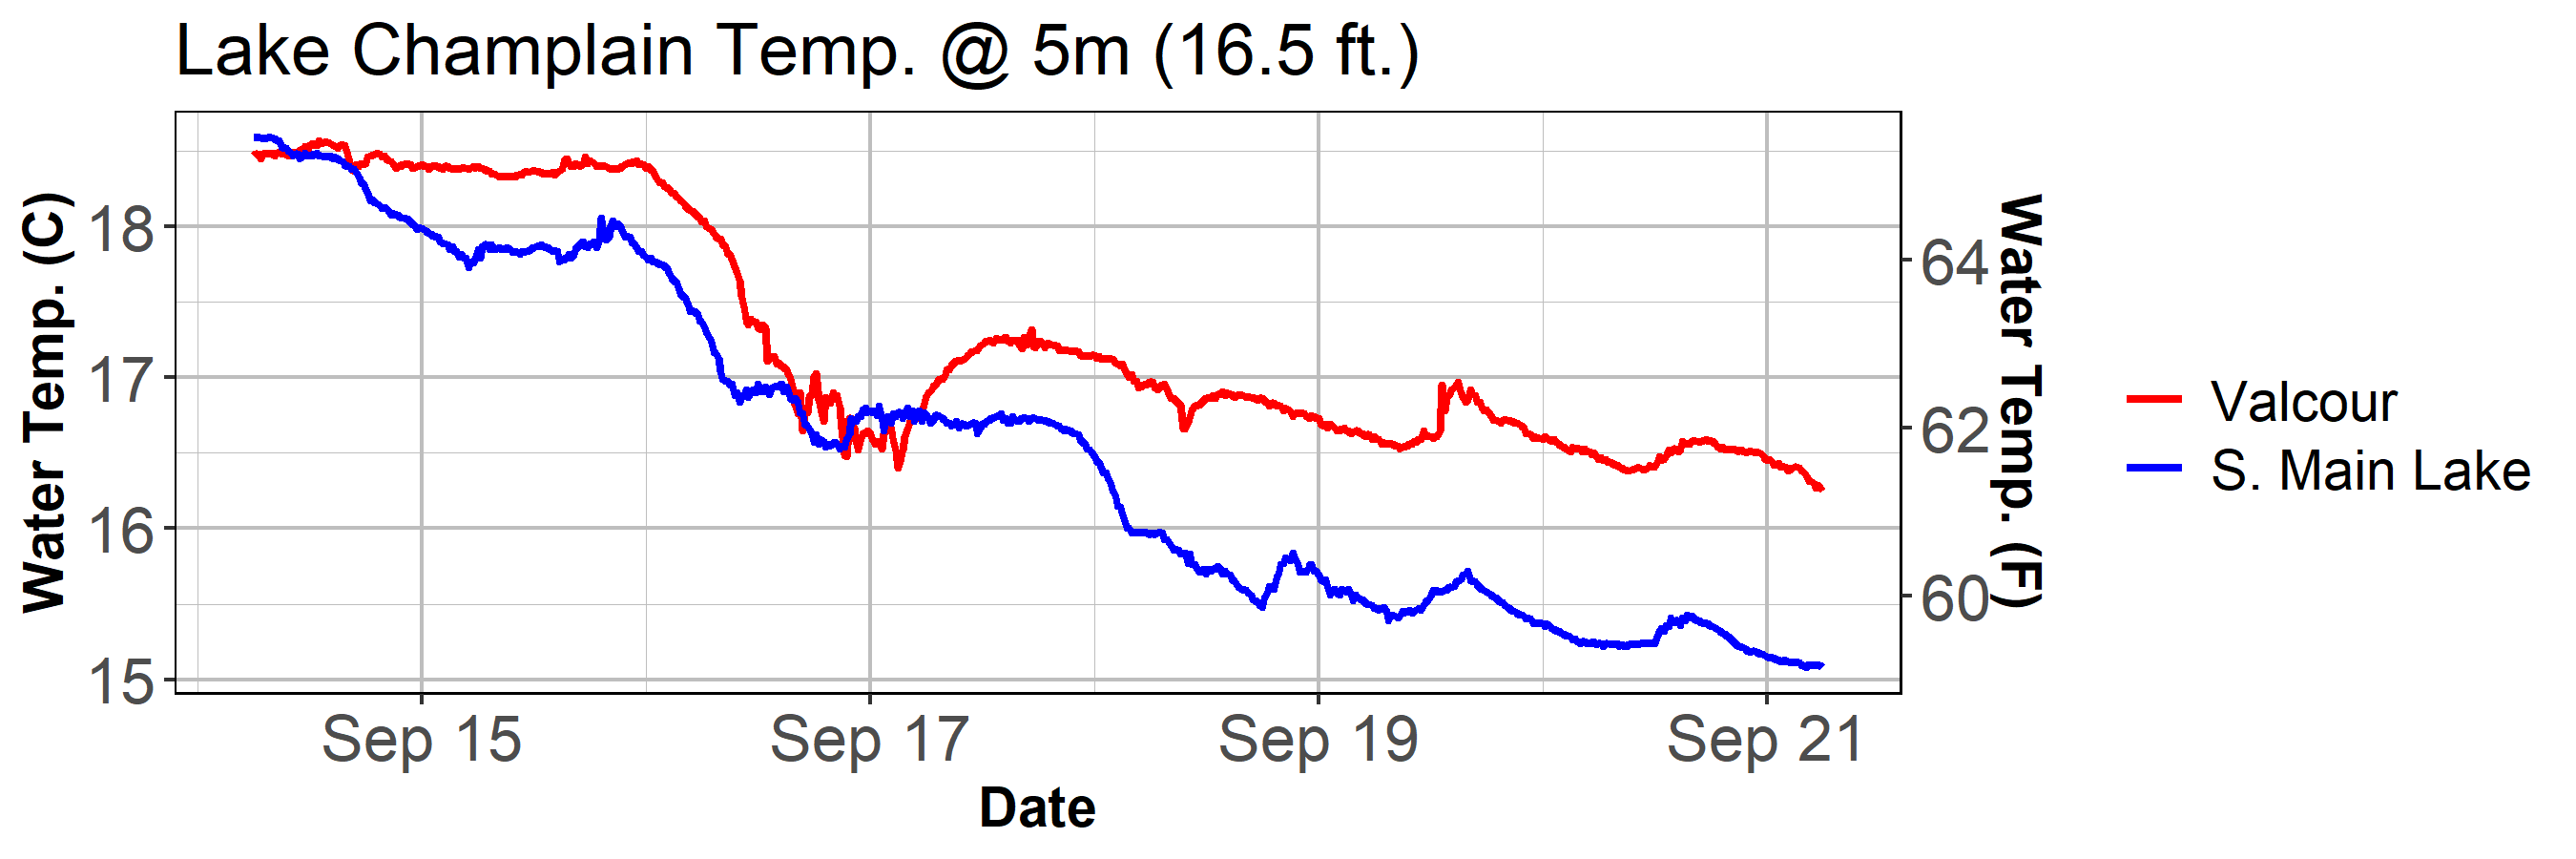 Lake Champlain Temp. @ 5m (16.5 ft.)
Water Temp. (C)
18
17
16
15
64
62
60
Water Temp. (F)
Sep 15
Sep 17
Sep 19
Sep 21
Date
Valcour
S. Main Lake